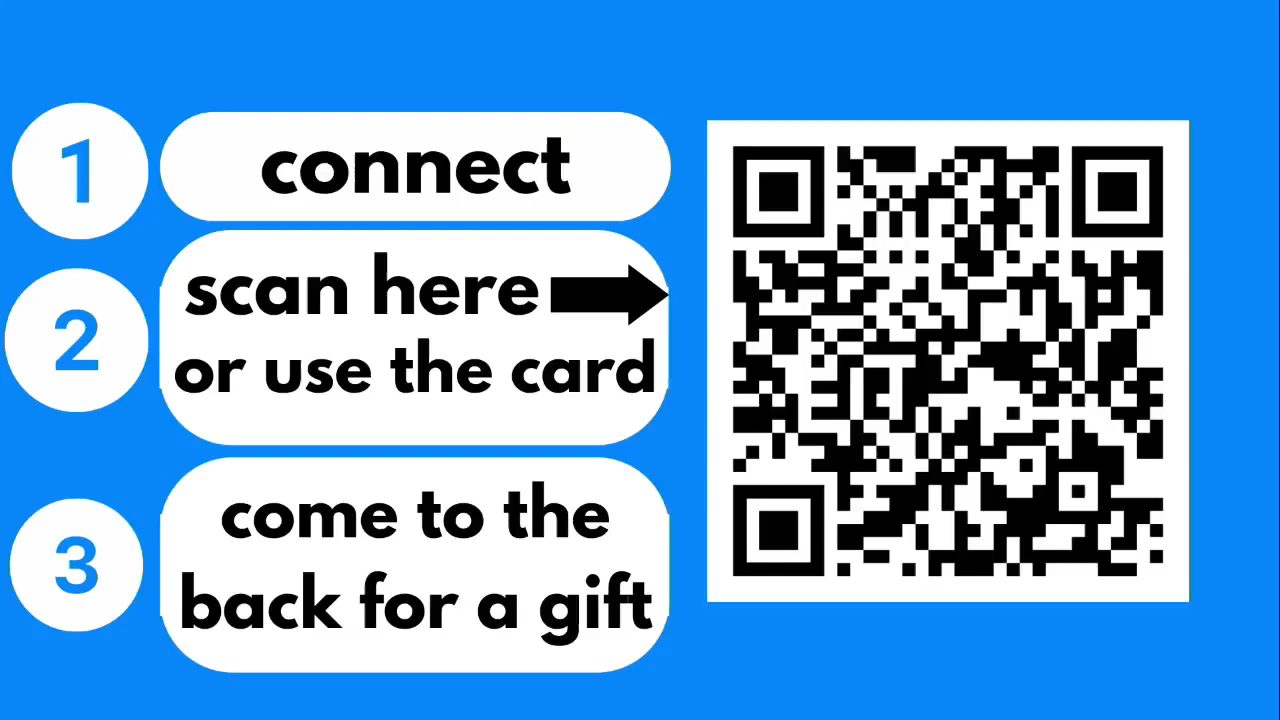 1
connect
2
scan here
or use the card
3
come to the
back for a gift